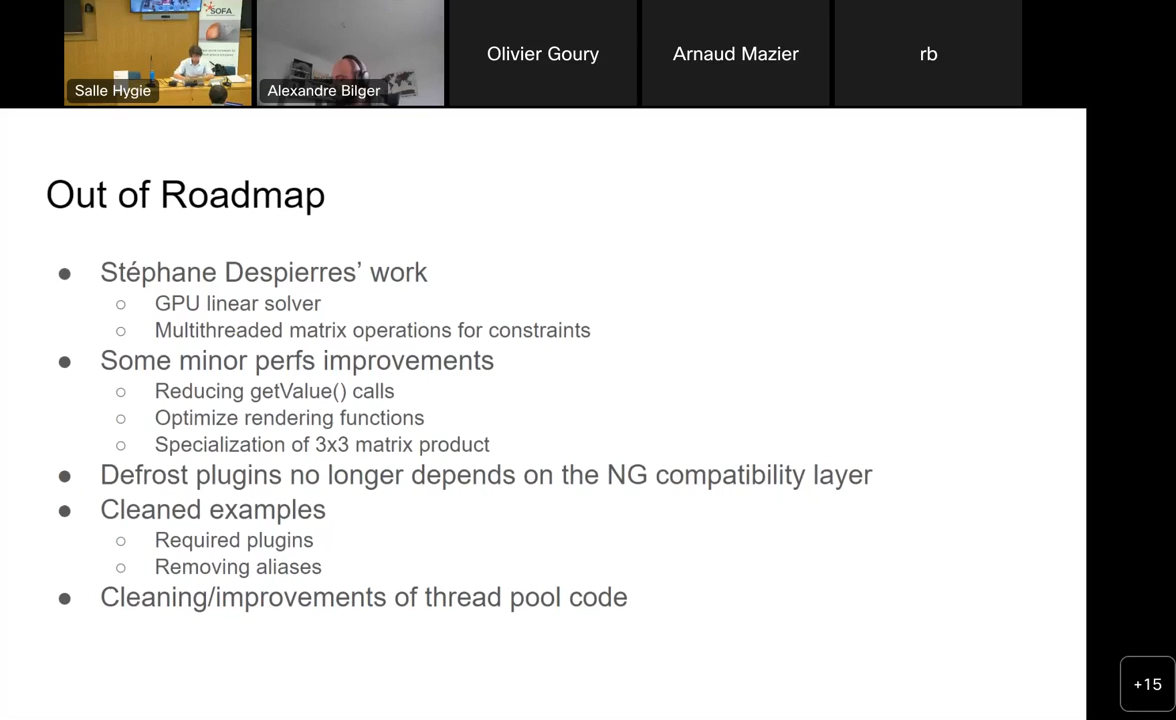 SOFA
Salle Hygie
Alexandre Bilger
Olivier Goury
Arnaud Mazier
rb
Out of Roadmap
● Stéphane Despierres’ work
○ GPU linear solver
○ Multithreaded matrix operations for constraints
● Some minor perfs improvements
○ Reducing getValue() calls
○ Optimize rendering functions
○ Specialization of 3x3 matrix product
● Defrost plugins no longer depends on the NG compatibility layer
● Cleaned examples
○ Required plugins
○ Removing aliases
● Cleaning/improvements of thread pool code
+15